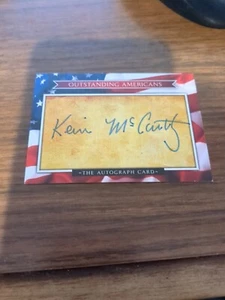 OUTSTANDING AMERICANS
Kevin McCarthy
THE AUTOGRAPH CARD